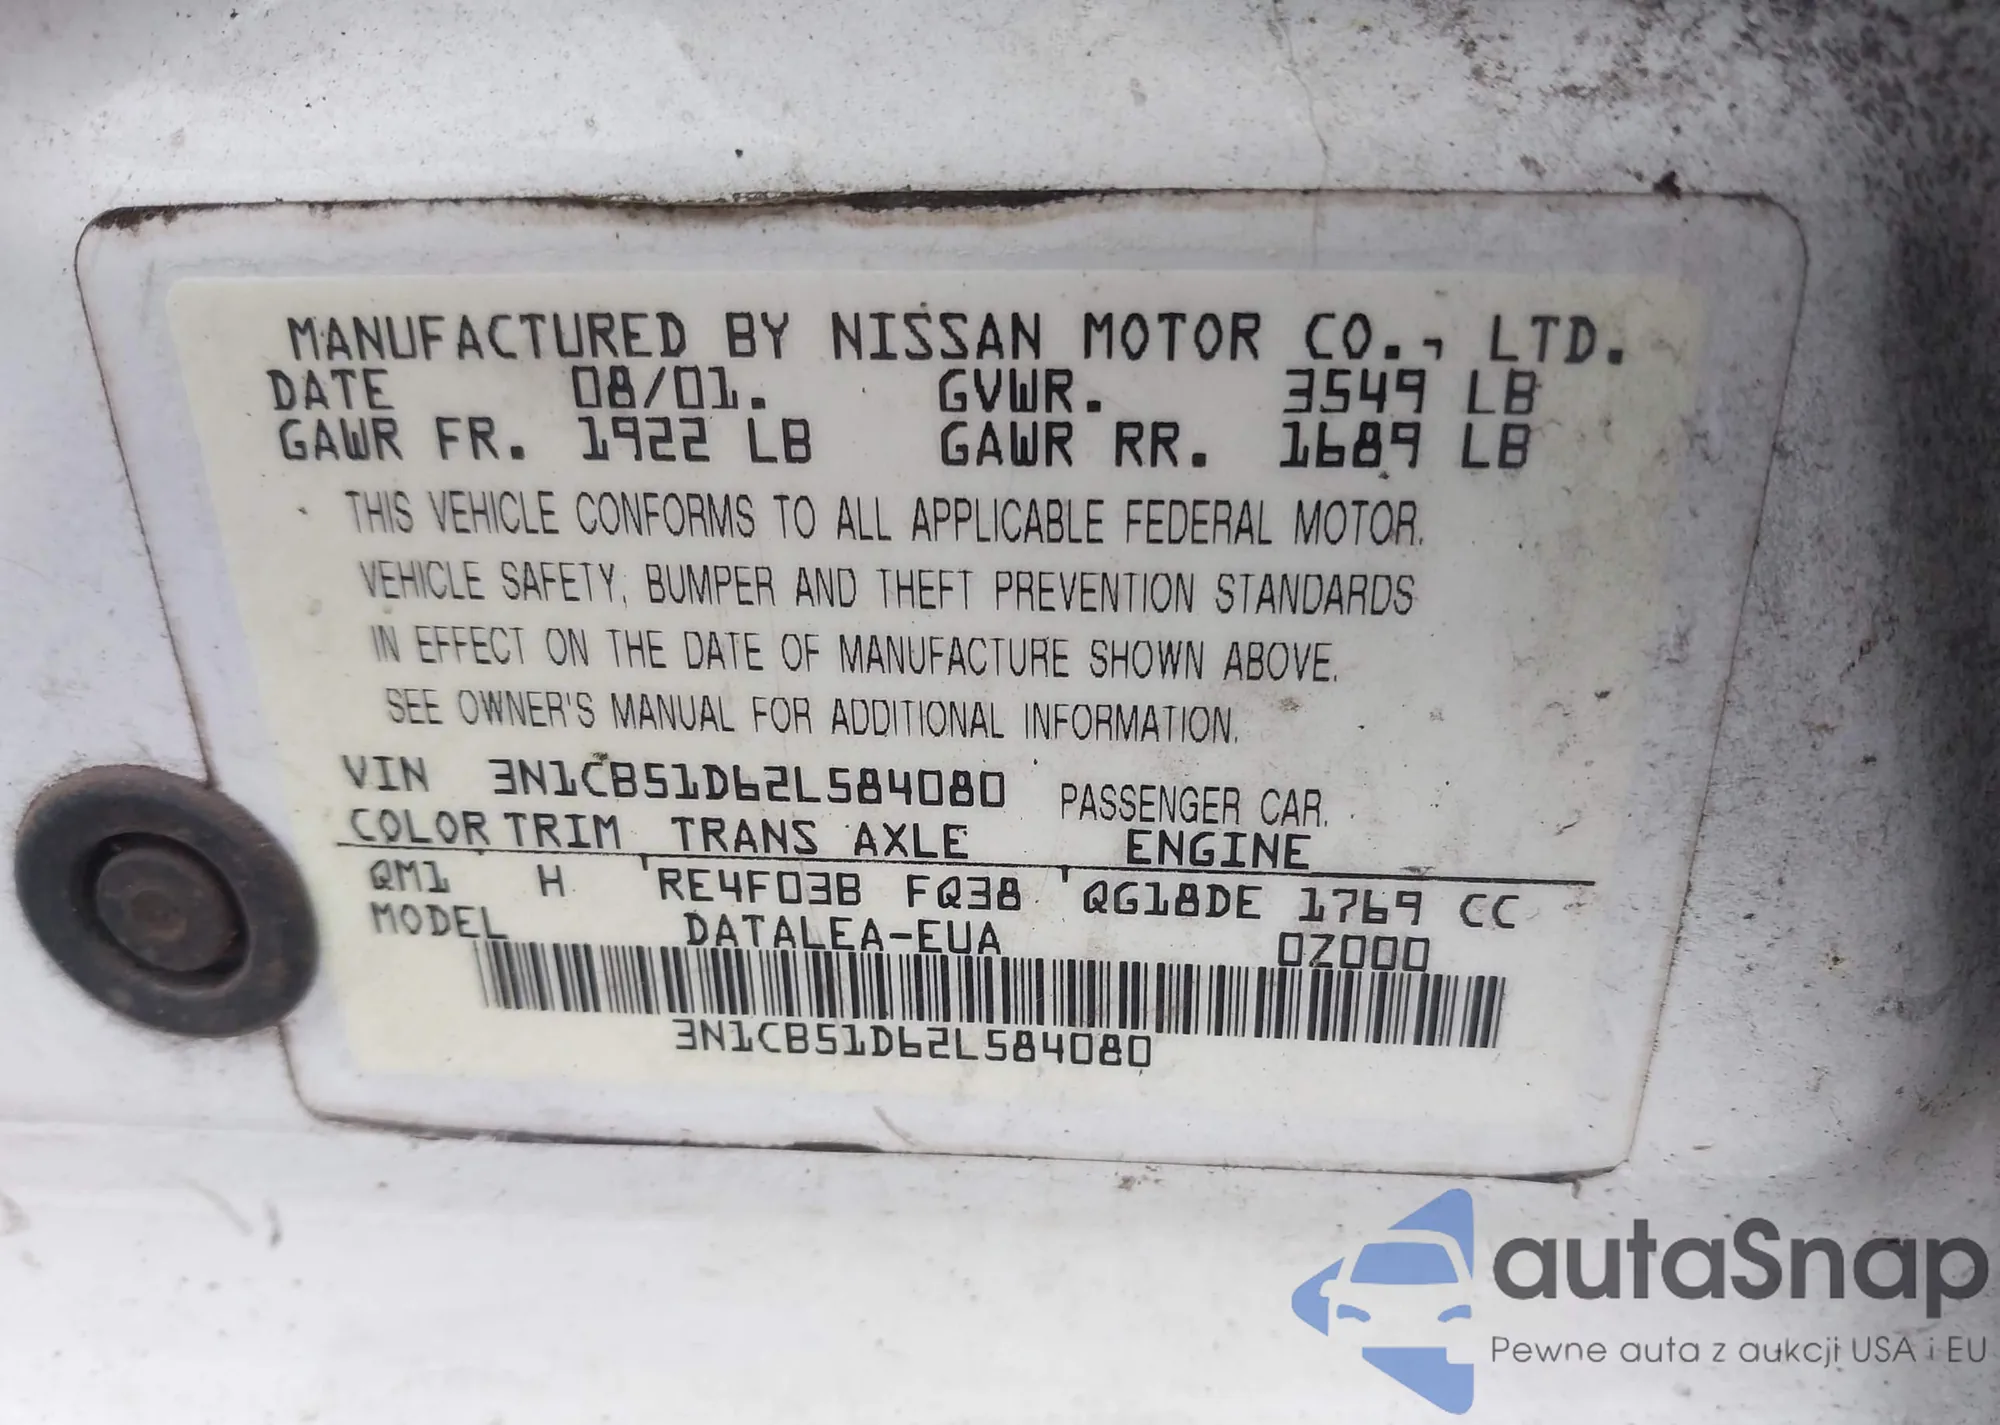 MANUFACTURED BY NISSAN MOTOR CO., LTD.
DATE 08/01. GVWR. 3549 LB
GAWR FR. 1922 LB GAWR RR. 1689 LB
THIS VEHICLE CONFORMS TO ALL APPLICABLE FEDERAL MOTOR.
VEHICLE SAFETY, BUMPER AND THEFT PREVENTION STANDARDS
IN EFFECT ON THE DATE OF MANUFACTURE SHOWN ABOVE.
SEE OWNER'S MANUAL FOR ADDITIONAL INFORMATION.
VIN 3N1CB51D62L584080 PASSENGER CAR.
COLOR TRIM TRANS AXLE ENGINE
QM1 H RE4F03B FQ38 QG18DE 1769 CC
MODEL DATALEA-EUA 0Z000
3N1CB51D62L584080
autaSnap
Pewne auta z aukcji USA i EU